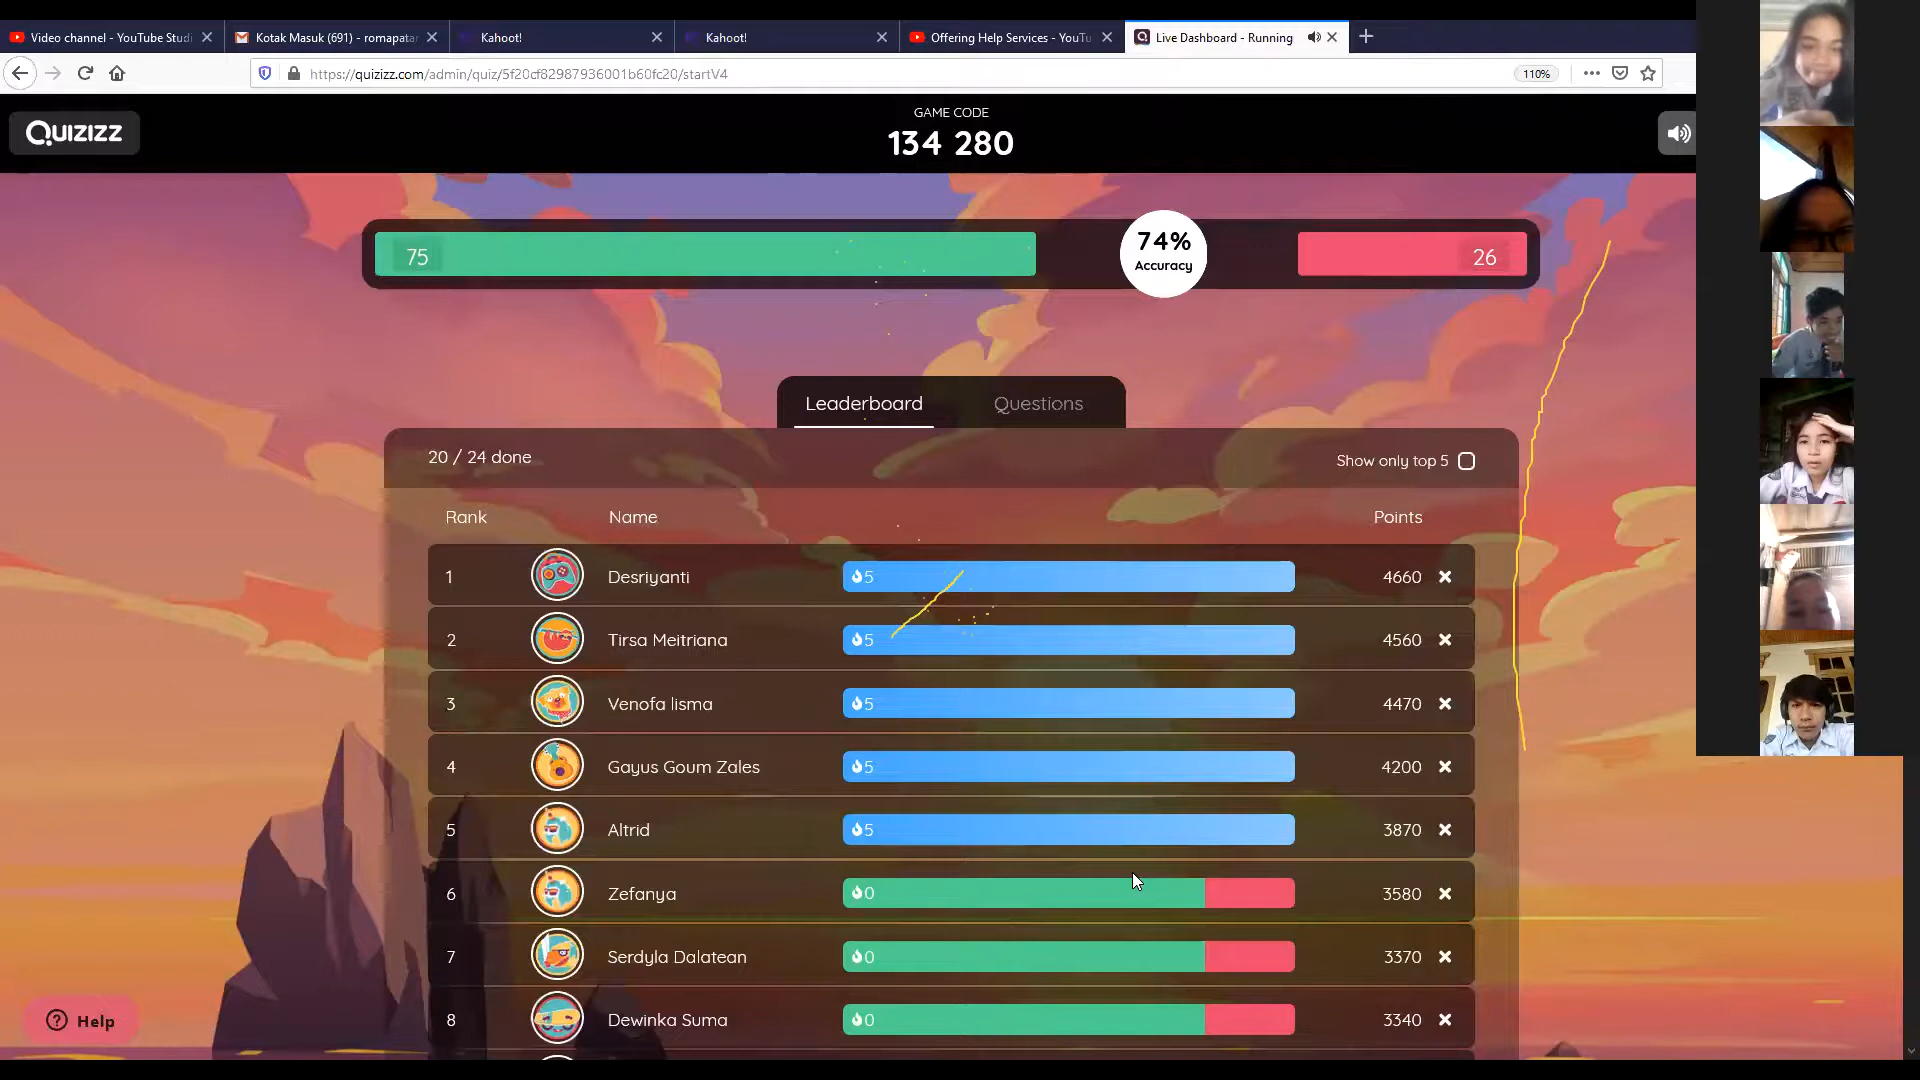 Video channel - YouTube Studi
Kotak Masuk (691) - romapatar
Kahoot!
Kahoot!
Offering Help Services - YouTu
Live Dashboard - Running
https://quizizz.com/admin/quiz/5f20cf82987936001b60fc20/startV4
110%
Quizizz
GAME CODE
134 280
75
74%
Accuracy
26
Leaderboard
Questions
20 / 24 done
Show only top 5
Rank Name Points
1 Desriyanti 5 4660
2 Tirsa Meitriana 5 4560
3 Venofa lisma 5 4470
4 Gayus Goum Zales 5 4200
5 Altrid 5 3870
6 Zefanya 0 3580
7 Serdyla Dalatean 0 3370
8 Dewinka Suma 0 3340
Help